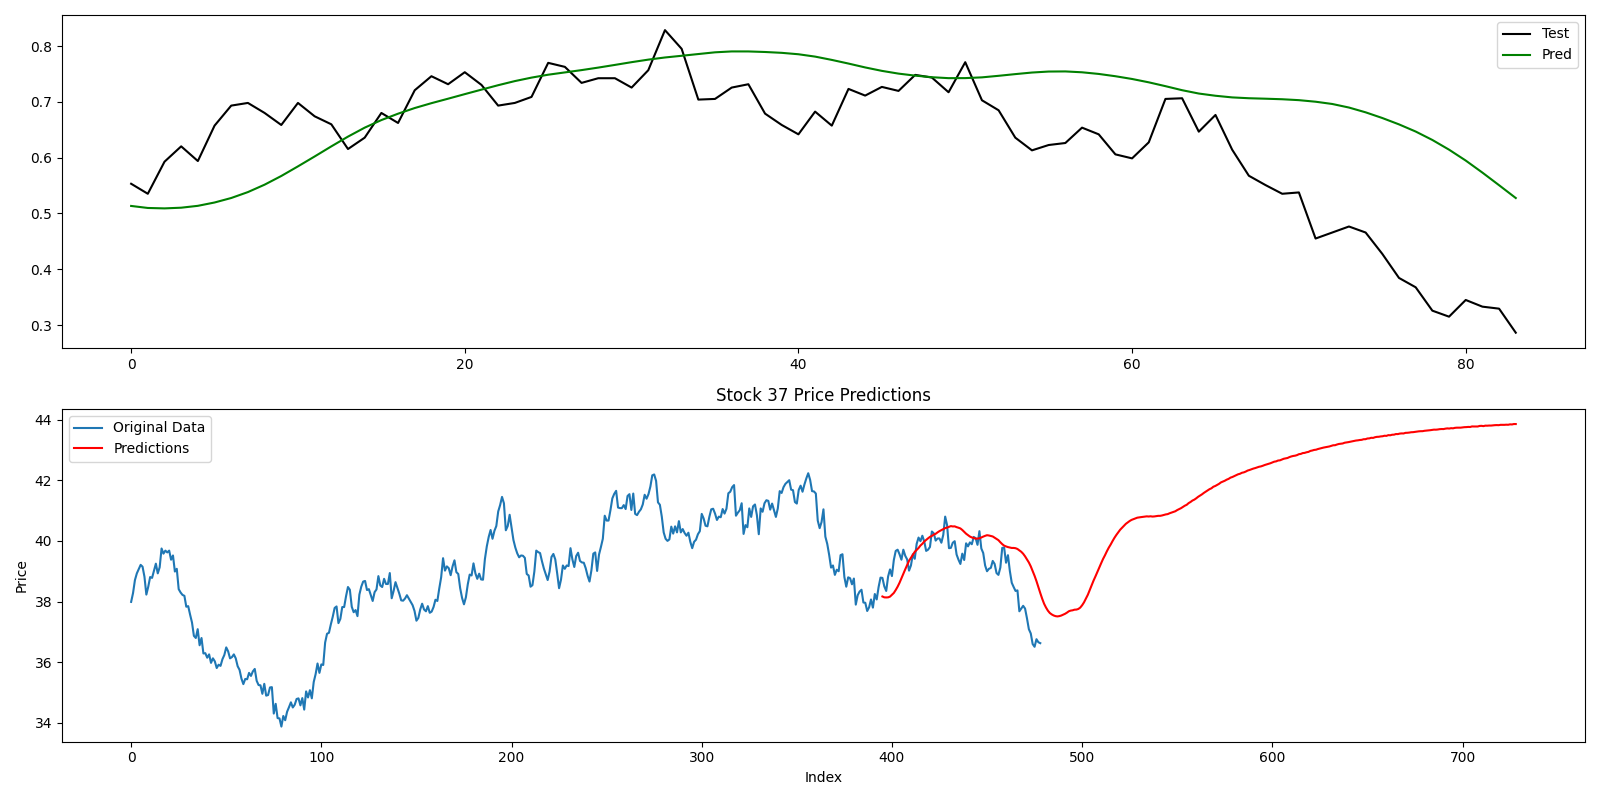 0.8
0.7
0.6
0.5
0.4
0.3
Test
Pred
0 20 40 60 80
Stock 37 Price Predictions
44
42
40
38
36
34
Price
Original Data
Predictions
0 100 200 300 400 500 600 700
Index